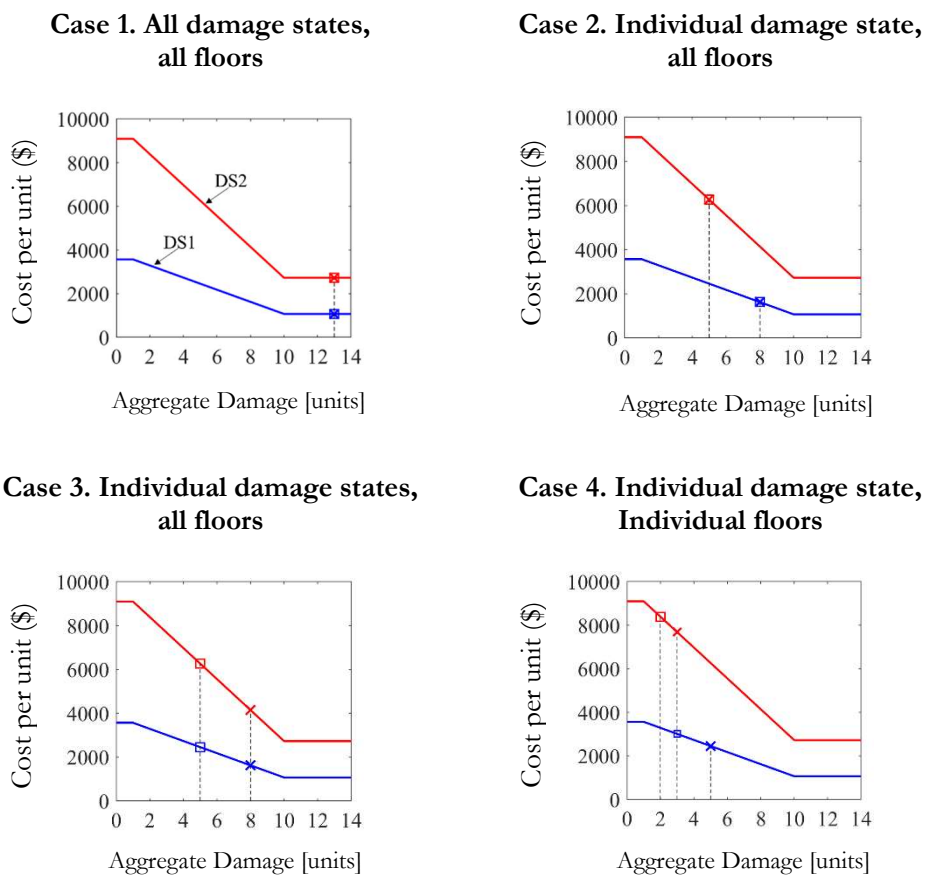 Case 1. All damage states,
all floors
Cost per unit ($)
10000
8000
6000
4000
2000
0
DS2
DS1
0 2 4 6 8 10 12 14
Aggregate Damage [units]
Case 2. Individual damage state,
all floors
Cost per unit ($)
10000
8000
6000
4000
2000
0
DS2
DS1
0 2 4 6 8 10 12 14
Aggregate Damage [units]
Case 3. Individual damage states,
all floors
Cost per unit ($)
10000
8000
6000
4000
2000
0
0 2 4 6 8 10 12 14
Aggregate Damage [units]
Case 4. Individual damage state,
Individual floors
Cost per unit ($)
10000
8000
6000
4000
2000
0
0 2 4 6 8 10 12 14
Aggregate Damage [units]